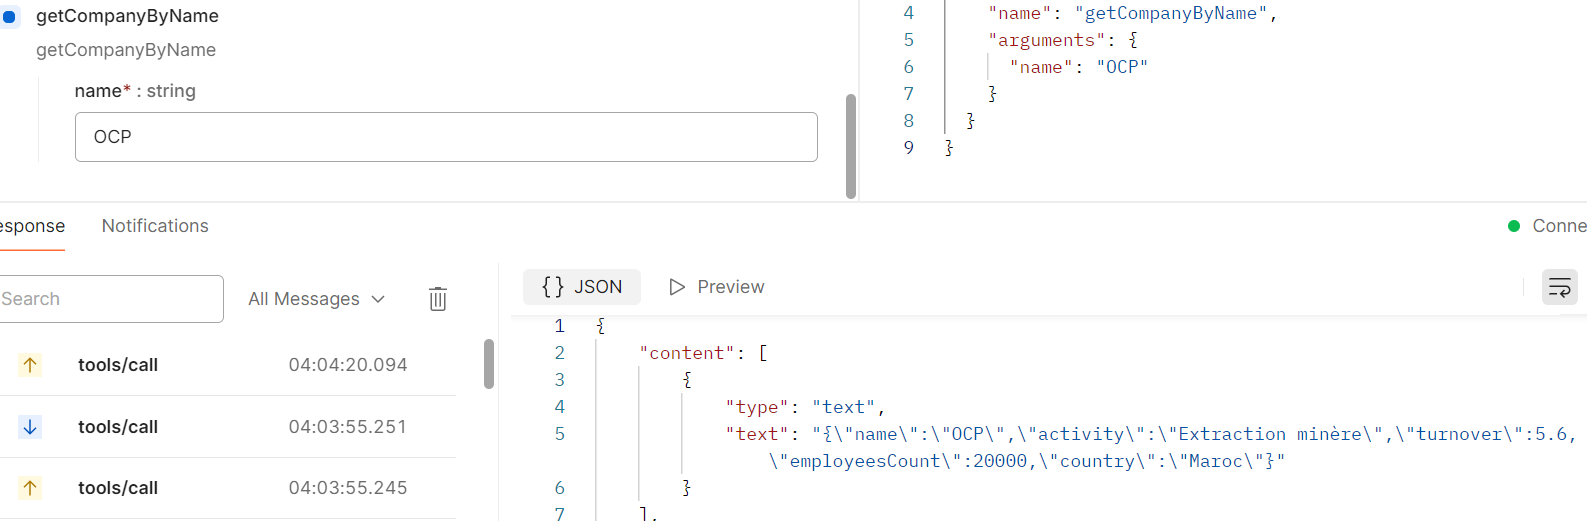 getCompanyByName
getCompanyByName
name* : string
OCP
4 "name": "getCompanyByName",
5 "arguments": {
6 "name": "OCP"
7 }
8 }
9 }
esponse
Notifications
Conne
Search
All Messages
tools/call 04:04:20.094
tools/call 04:03:55.251
tools/call 04:03:55.245
{} JSON
Preview
1 {
2 "content": [
3 {
4 "type": "text",
5 "text": "{\"name\":\"OCP\",\"activity\":\"Extraction minère\",\"turnover\":5.6,
\"employeesCount\":20000,\"country\":\"Maroc\"}"
6 }
7 ],